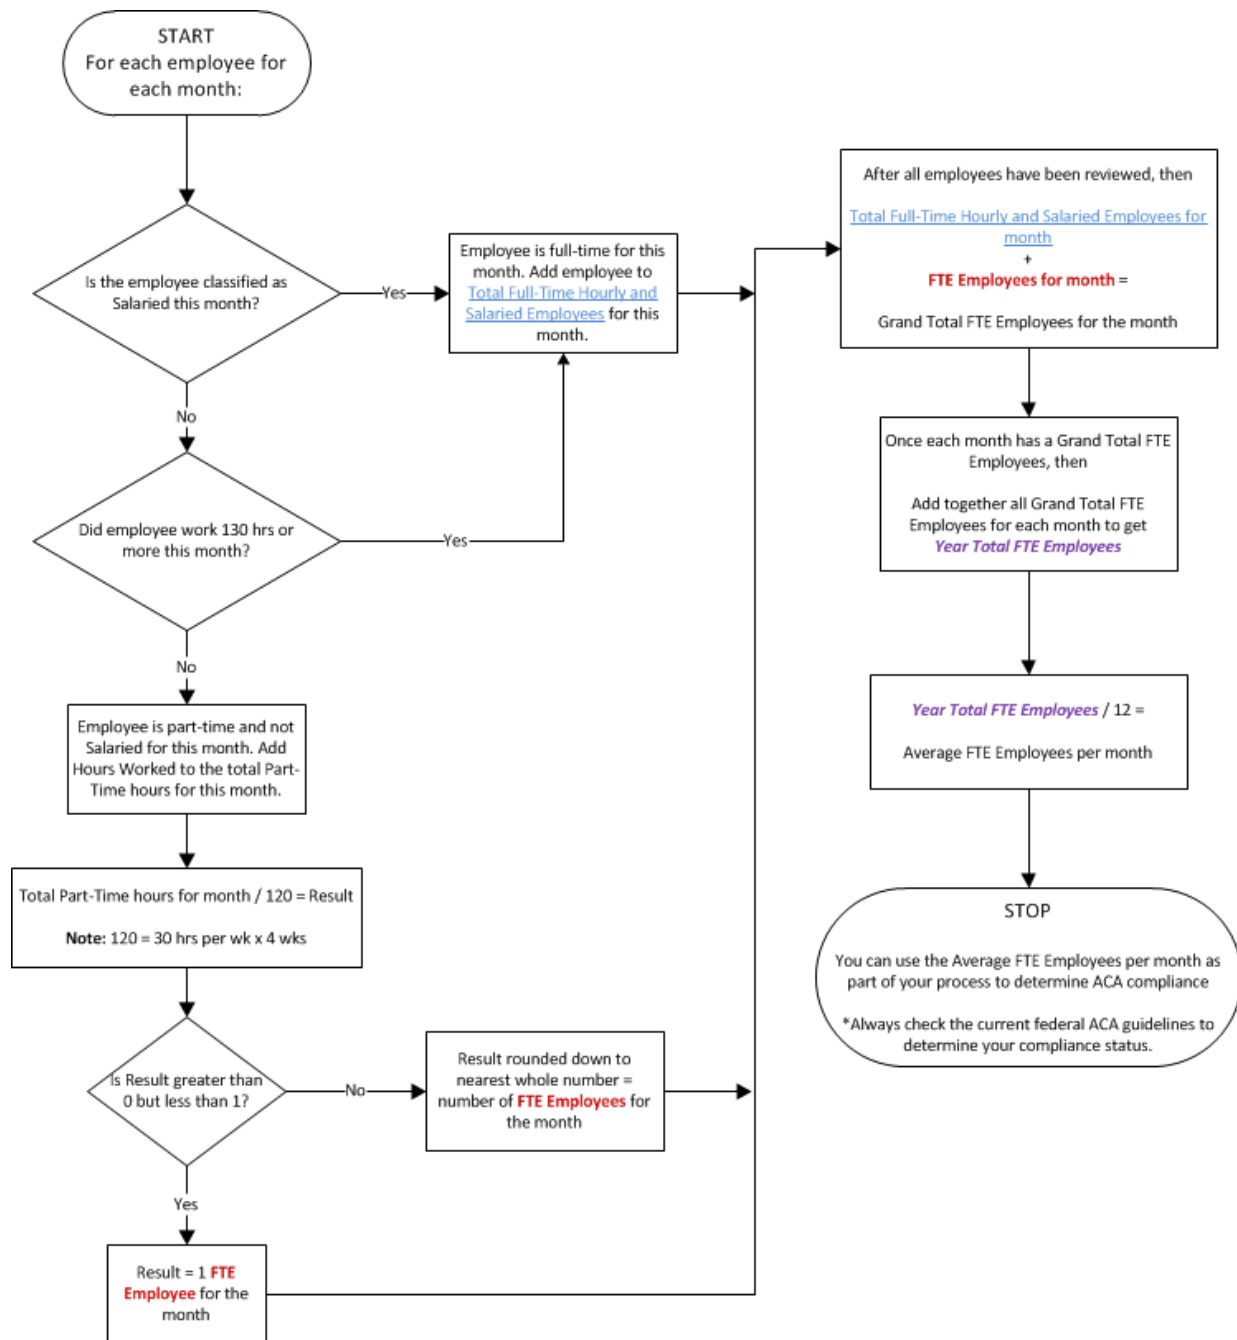 START
For each employee for
each month:
Is the employee classified as
Salaried this month?
Yes
Employee is full-time for this
month. Add employee to
Total Full-Time Hourly and
Salaried Employees for this
month.
No
Did employee work 130 hrs or
more this month?
Yes
No
Employee is part-time and not
Salaried for this month. Add
Hours Worked to the total Part-
Time hours for this month.
Total Part-Time hours for month / 120 = Result
Note: 120 = 30 hrs per wk x 4 wks
Is Result greater than
0 but less than 1?
No
Result rounded down to
nearest whole number =
number of FTE Employees for
the month
Yes
Result = 1 FTE
Employee for the
month
After all employees have been reviewed, then
Total Full-Time Hourly and Salaried Employees for
month
+
FTE Employees for month =
Grand Total FTE Employees for the month
Once each month has a Grand Total FTE
Employees, then
Add together all Grand Total FTE
Employees for each month to get
Year Total FTE Employees
Year Total FTE Employees / 12 =
Average FTE Employees per month
STOP
You can use the Average FTE Employees per month as
part of your process to determine ACA compliance
*Always check the current federal ACA guidelines to
determine your compliance status.